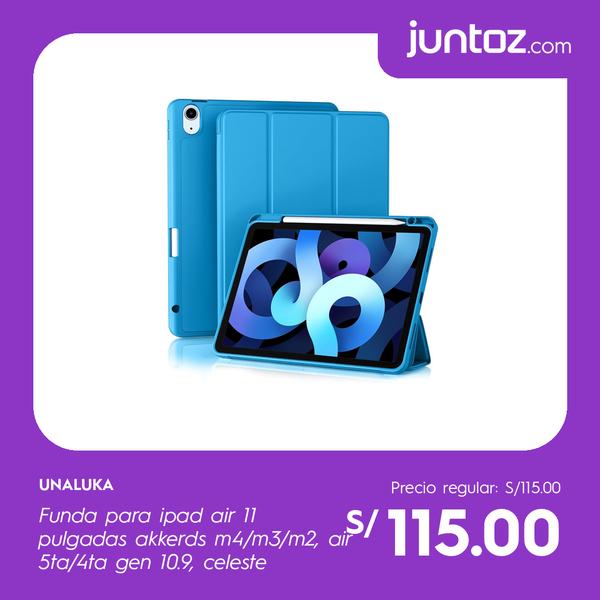 juntoz.com
UNALUKA
Funda para ipad air 11
pulgadas akkerds m4/m3/m2, air
5ta/4ta gen 10.9, celeste
Precio regular: S/115.00
S/ 115.00